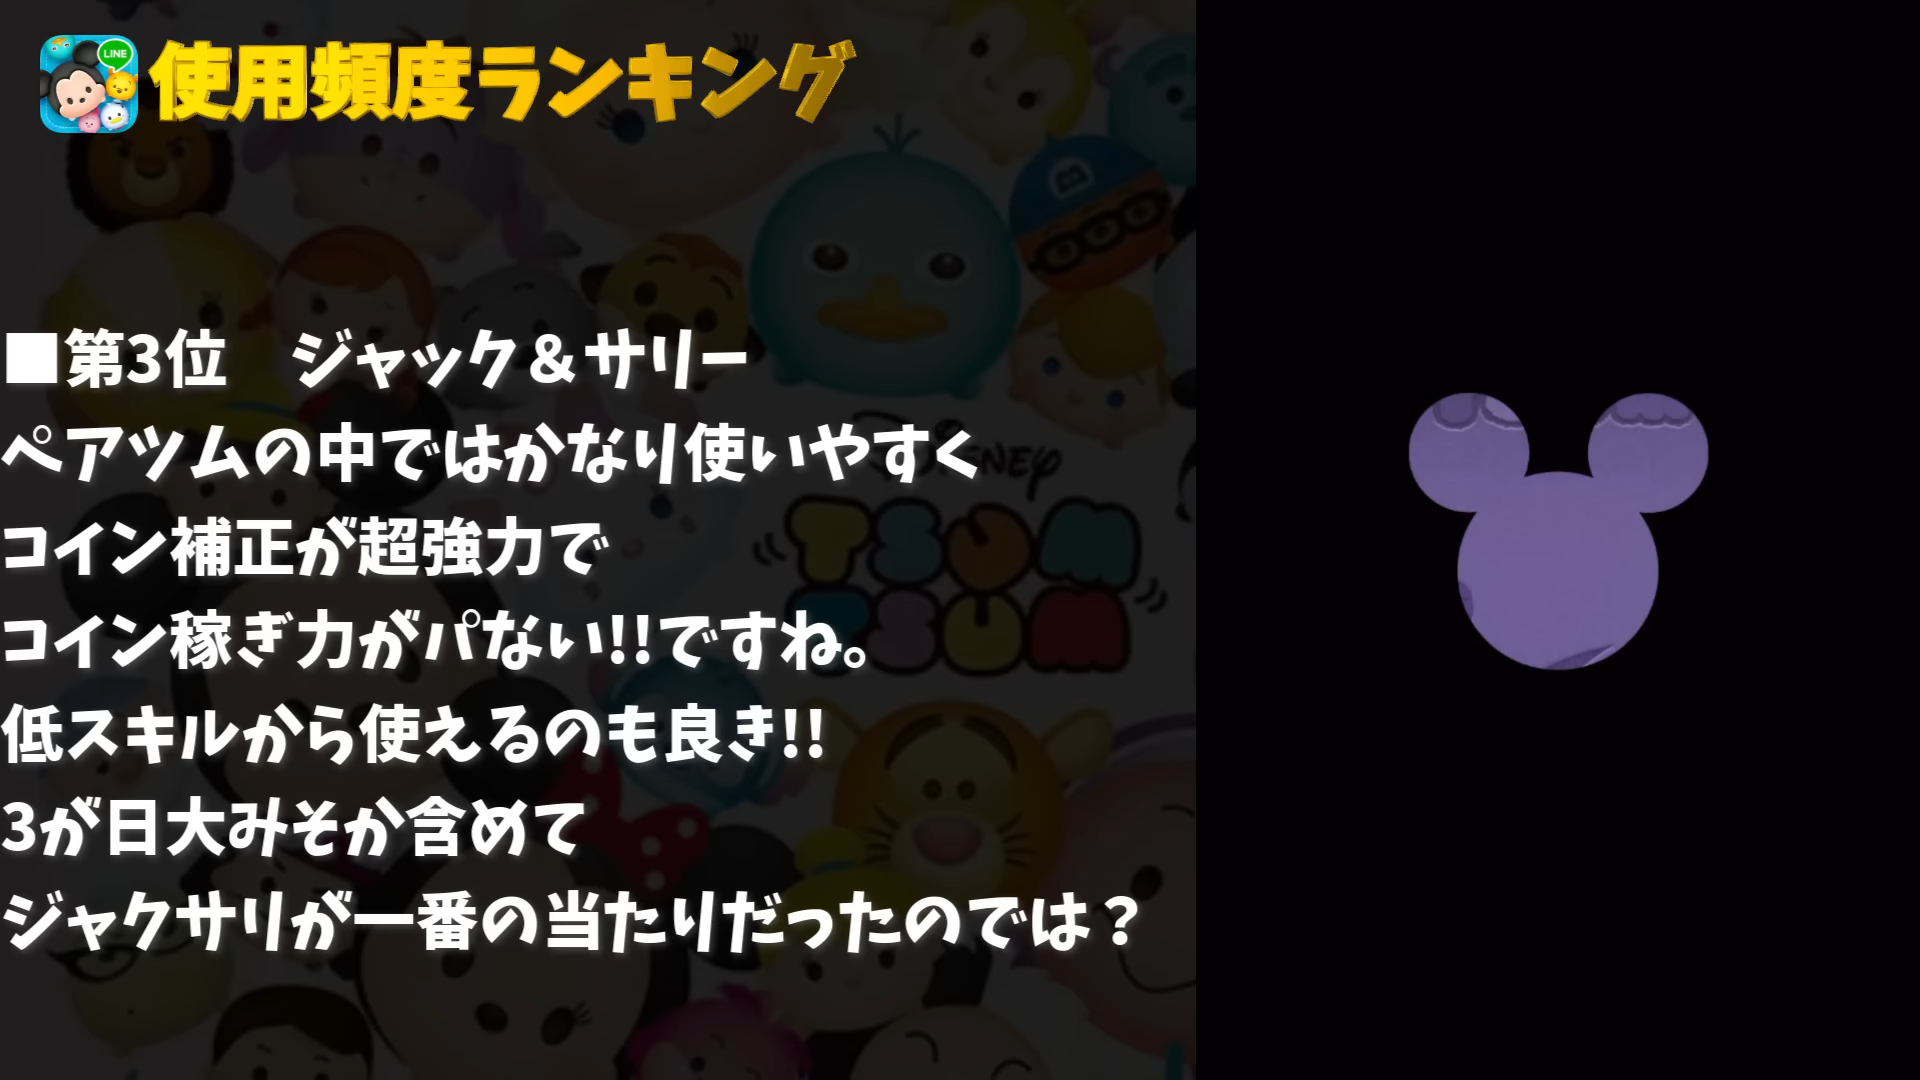 LINE
使用頻度ランキング
■第3位　ジャック＆サリー
ペアツムの中ではかなり使いやすく
コイン補正が超強力で
コイン稼ぎ力がパない!!ですね。
低スキルから使えるのも良き!!
3が日大みそか含めて
ジャクサリが一番の当たりだったのでは？
DISNEY
TSUM
TSUM